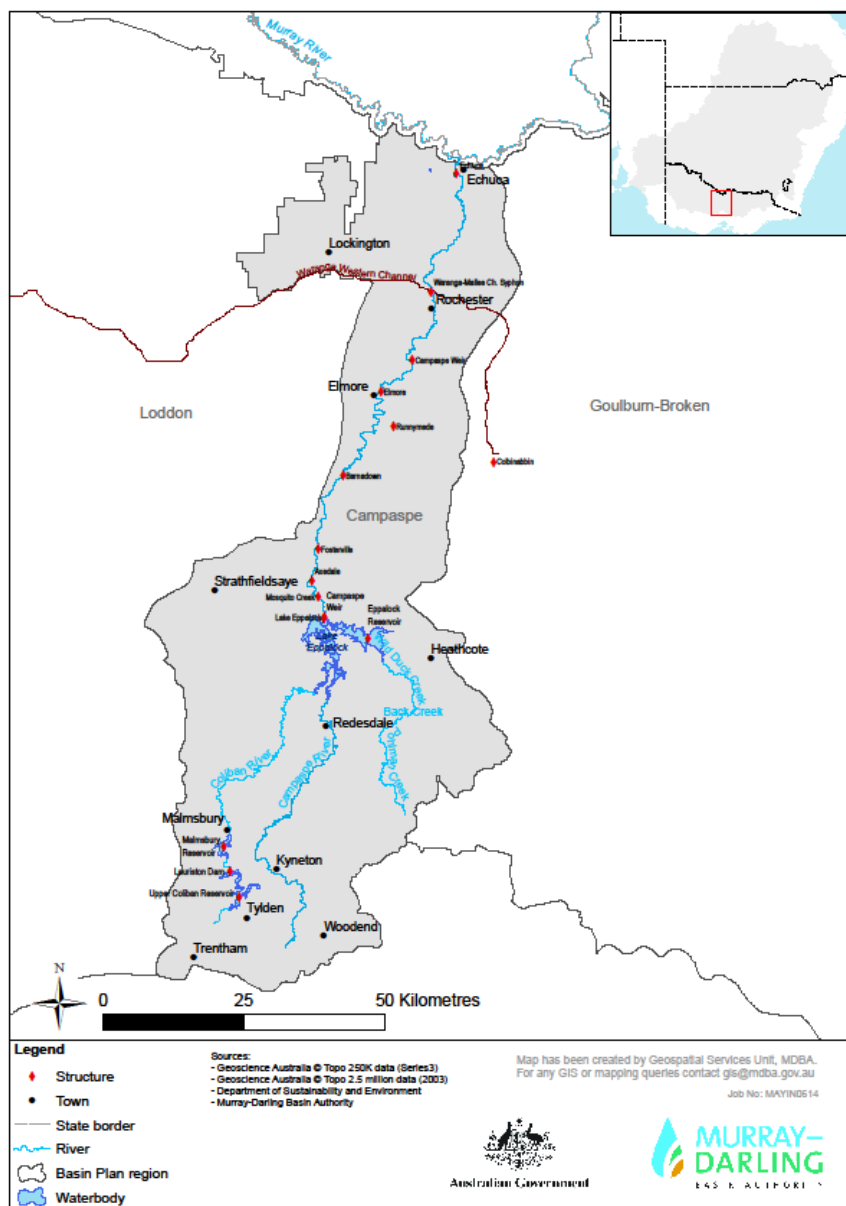 Murray River
Echuca
Echuca
Lockington
Waranga Western Channel
Waranga-Mallee Ch. Syphon
Rochester
Campaspe Weir
Elmore
Elmore
Loddon
Goulburn-Broken
Runnymede
Colbinabbin
Barnadown
Campaspe
Fosterville
Strathfieldsaye
Axedale
Mosquito Creek
Campaspe
Weir
Lake Eppalock
Eppalock
Reservoir
Lake
Eppalock
Wild Duck Creek
Heathcote
Back Creek
Redesdale
Coliban River
Campaspe River
Malmsbury
Malmsbury
Reservoir
Lauriston Dam
Kyneton
Upper Coliban Reservoir
Tylden
Woodend
Trentham
N
0 25 50 Kilometres
Legend
Structure
Town
State border
River
Basin Plan region
Waterbody
Sources:
- Geoscience Australia © Topo 250K data (Series3)
- Geoscience Australia © Topo 2.5 million data (2003)
- Department of Sustainability and Environment
- Murray-Darling Basin Authority
Map has been created by Geospatial Services Unit, MDBA.
For any GIS or mapping queries contact gis@mdba.gov.au
Job No: MAYIN0514
Australian Government
MURRAY–
DARLING
BASIN AUTHORITY